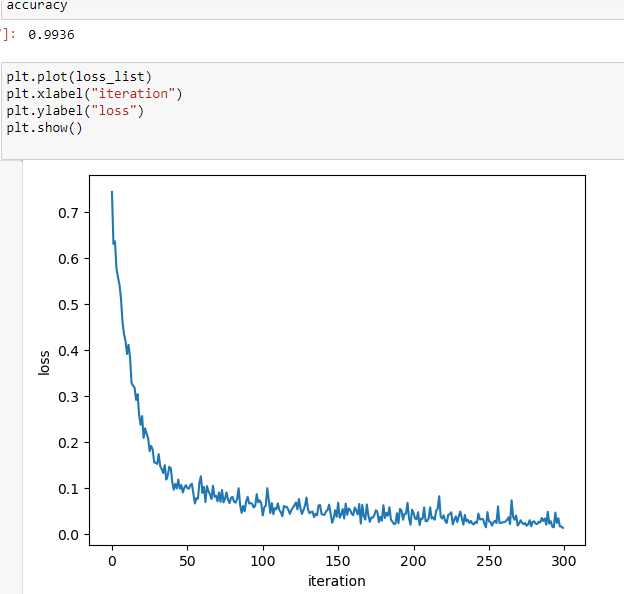 accuracy
]: 0.9936
plt.plot(loss_list)
plt.xlabel("iteration")
plt.ylabel("loss")
plt.show()
0.7
0.6
0.5
0.4
0.3
0.2
0.1
0.0
loss
0 50 100 150 200 250 300
iteration